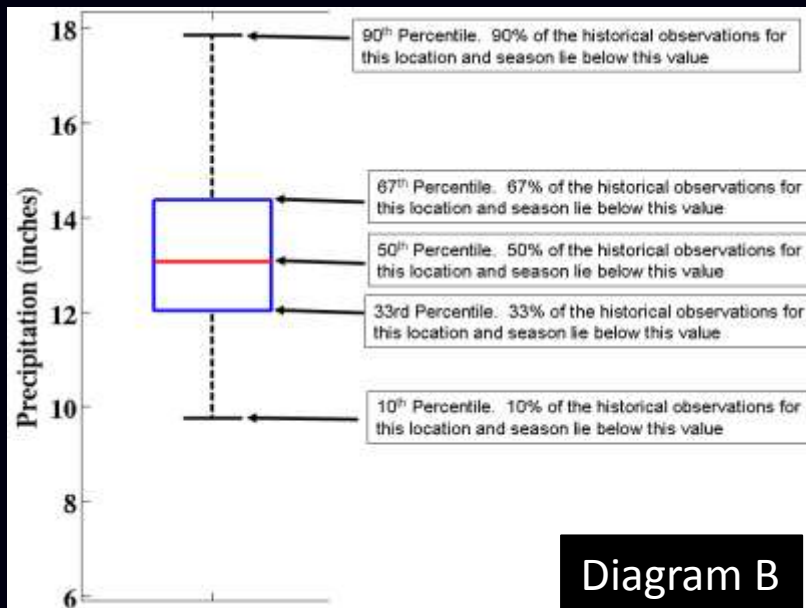 18
16
14
12
10
8
6
Precipitation (inches)
90th Percentile. 90% of the historical observations for
this location and season lie below this value
67th Percentile. 67% of the historical observations for
this location and season lie below this value
50th Percentile. 50% of the historical observations for
this location and season lie below this value
33rd Percentile. 33% of the historical observations for
this location and season lie below this value
10th Percentile. 10% of the historical observations for
this location and season lie below this value
Diagram B